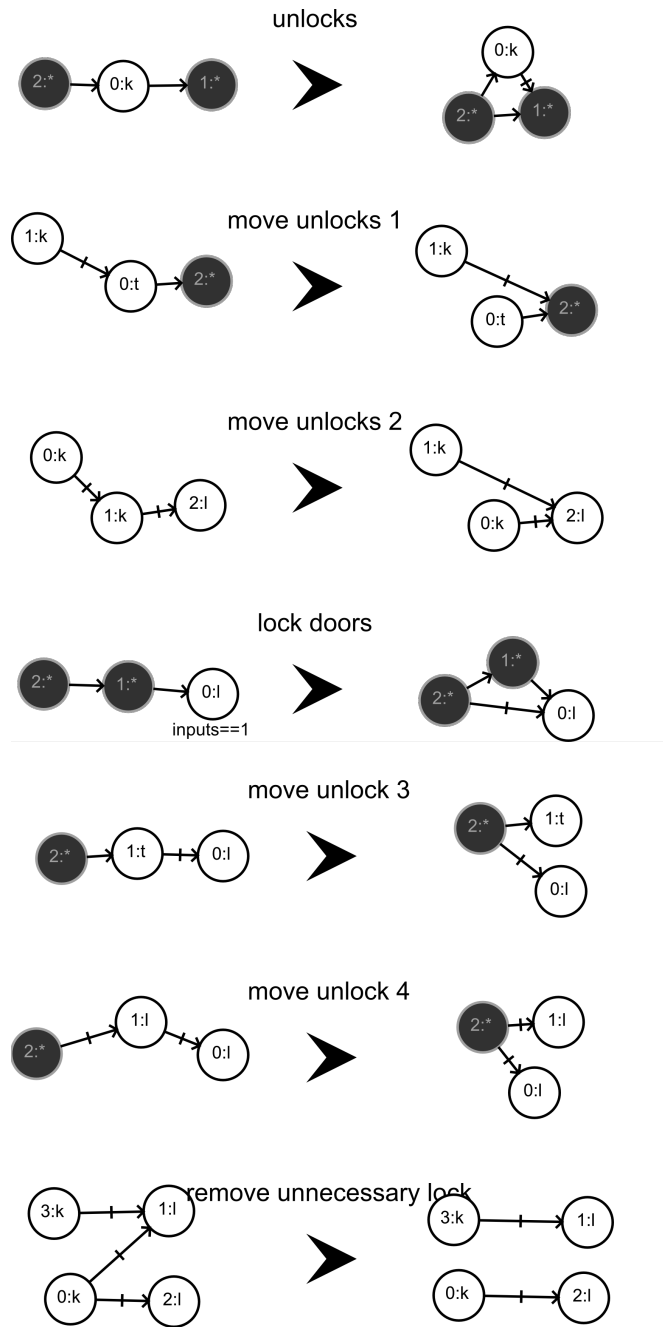 unlocks
2:* 0:k 1:* 0:k 2:* 1:*
move unlocks 1
1:k 0:t 2:* 1:k 0:t 2:*
move unlocks 2
0:k 1:k 2:l 1:k 0:k 2:l
lock doors
2:* 1:* 0:l 2:* 1:* 0:l
inputs==1
move unlock 3
2:* 1:t 0:l 2:* 1:t 0:l
move unlock 4
2:* 1:l 0:l 2:* 1:l 0:l
remove unnecessary lock
3:k 1:l 3:k 1:l
0:k 2:l 0:k 2:l